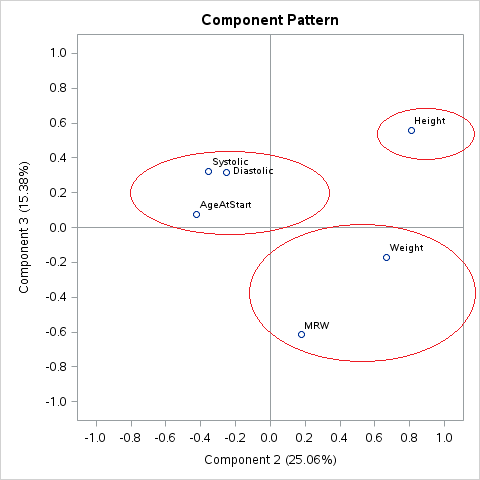 Component Pattern
1.0
0.8
0.6
0.4
0.2
0.0
-0.2
-0.4
-0.6
-0.8
-1.0
Component 3 (15.38%)
Height
Systolic
Diastolic
AgeAtStart
Weight
MRW
-1.0 -0.8 -0.6 -0.4 -0.2 0.0 0.2 0.4 0.6 0.8 1.0
Component 2 (25.06%)